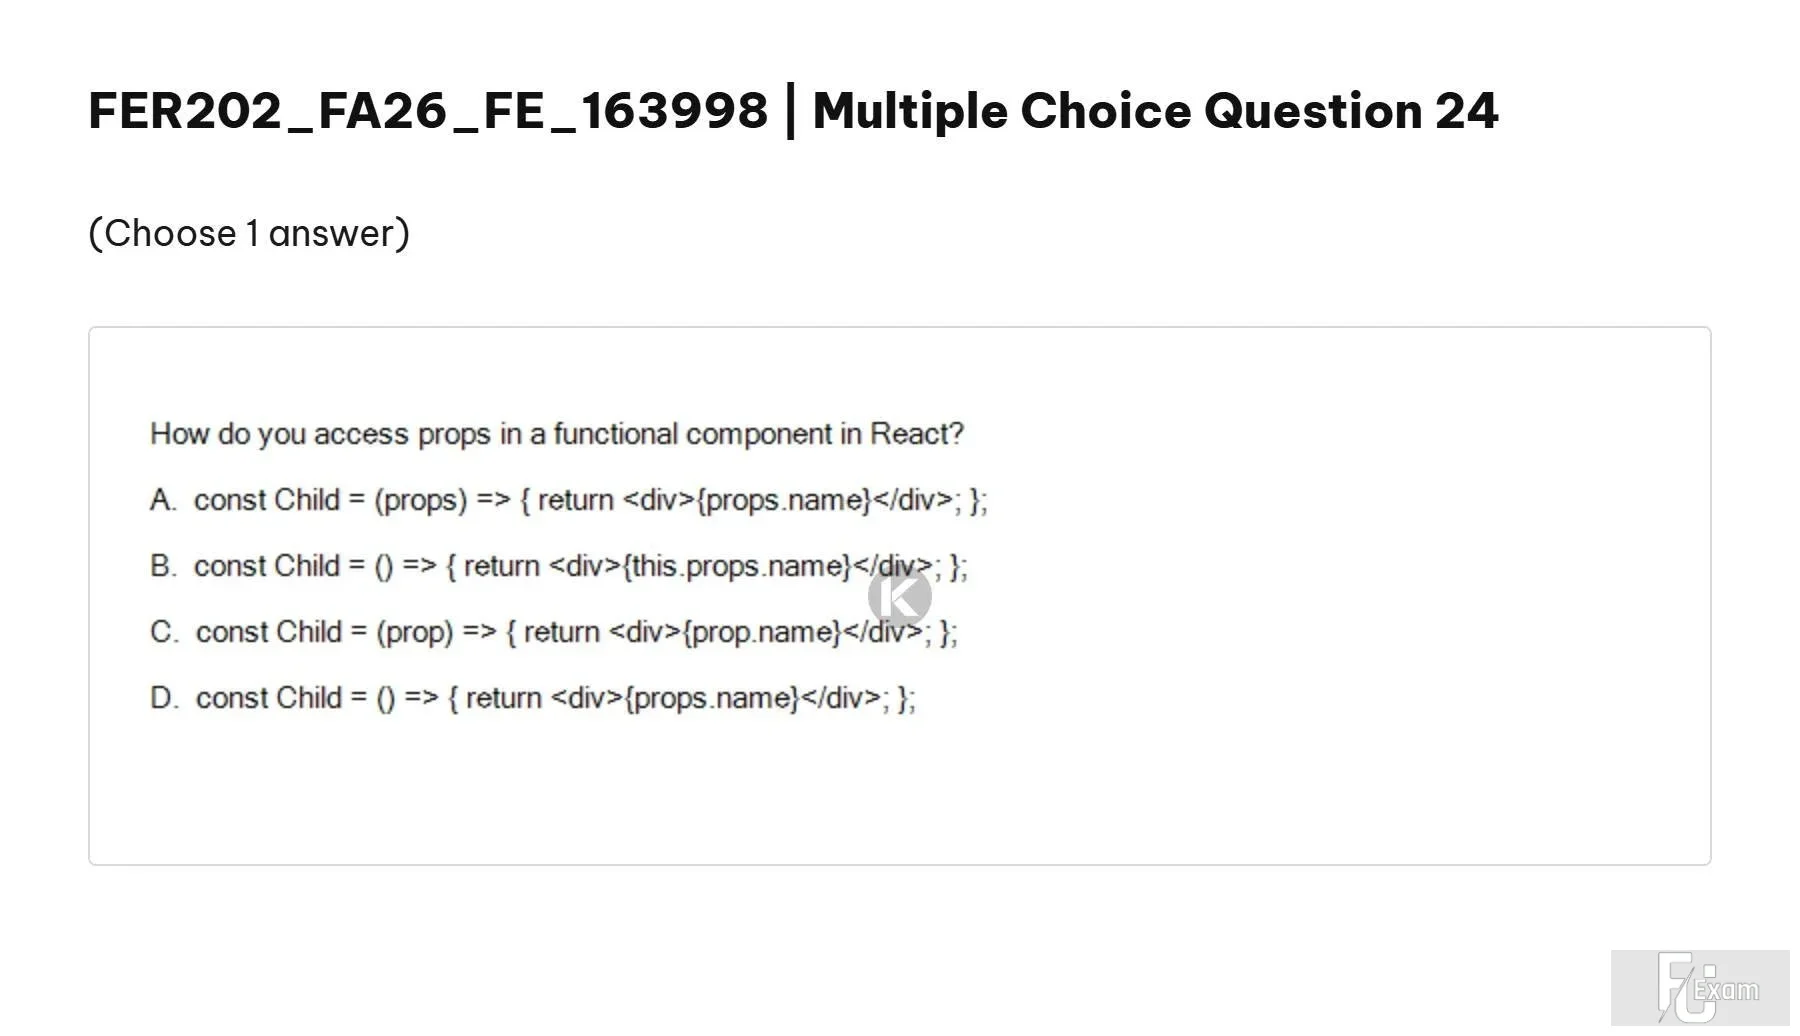 FER202_FA26_FE_163998 | Multiple Choice Question 24
(Choose 1 answer)
How do you access props in a functional component in React?
A. const Child = (props) => { return <div>{props.name}</div>; };
B. const Child = () => { return <div>{this.props.name}</div>; };
C. const Child = (prop) => { return <div>{prop.name}</div>; };
D. const Child = () => { return <div>{props.name}</div>; };
K
FU Exam